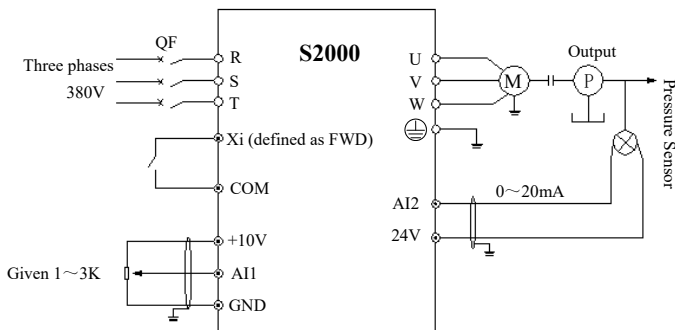 S2000
QF
Three phases
380V
R
S
T
Xi (defined as FWD)
COM
+10V
Given 1～3K
AI1
GND
U
V
W
M
Output
P
Pressure Sensor
AI2
0～20mA
24V